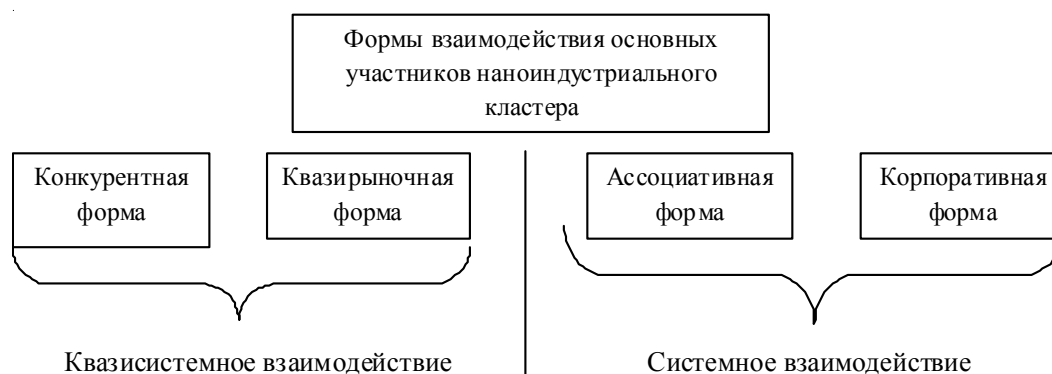 Формы взаимодействия основных
участников наноиндустриального
кластера
Конкурентная
форма
Квазирыночная
форма
Ассоциативная
форма
Корпоративная
форма
Квазисистемное взаимодействие
Системное взаимодействие